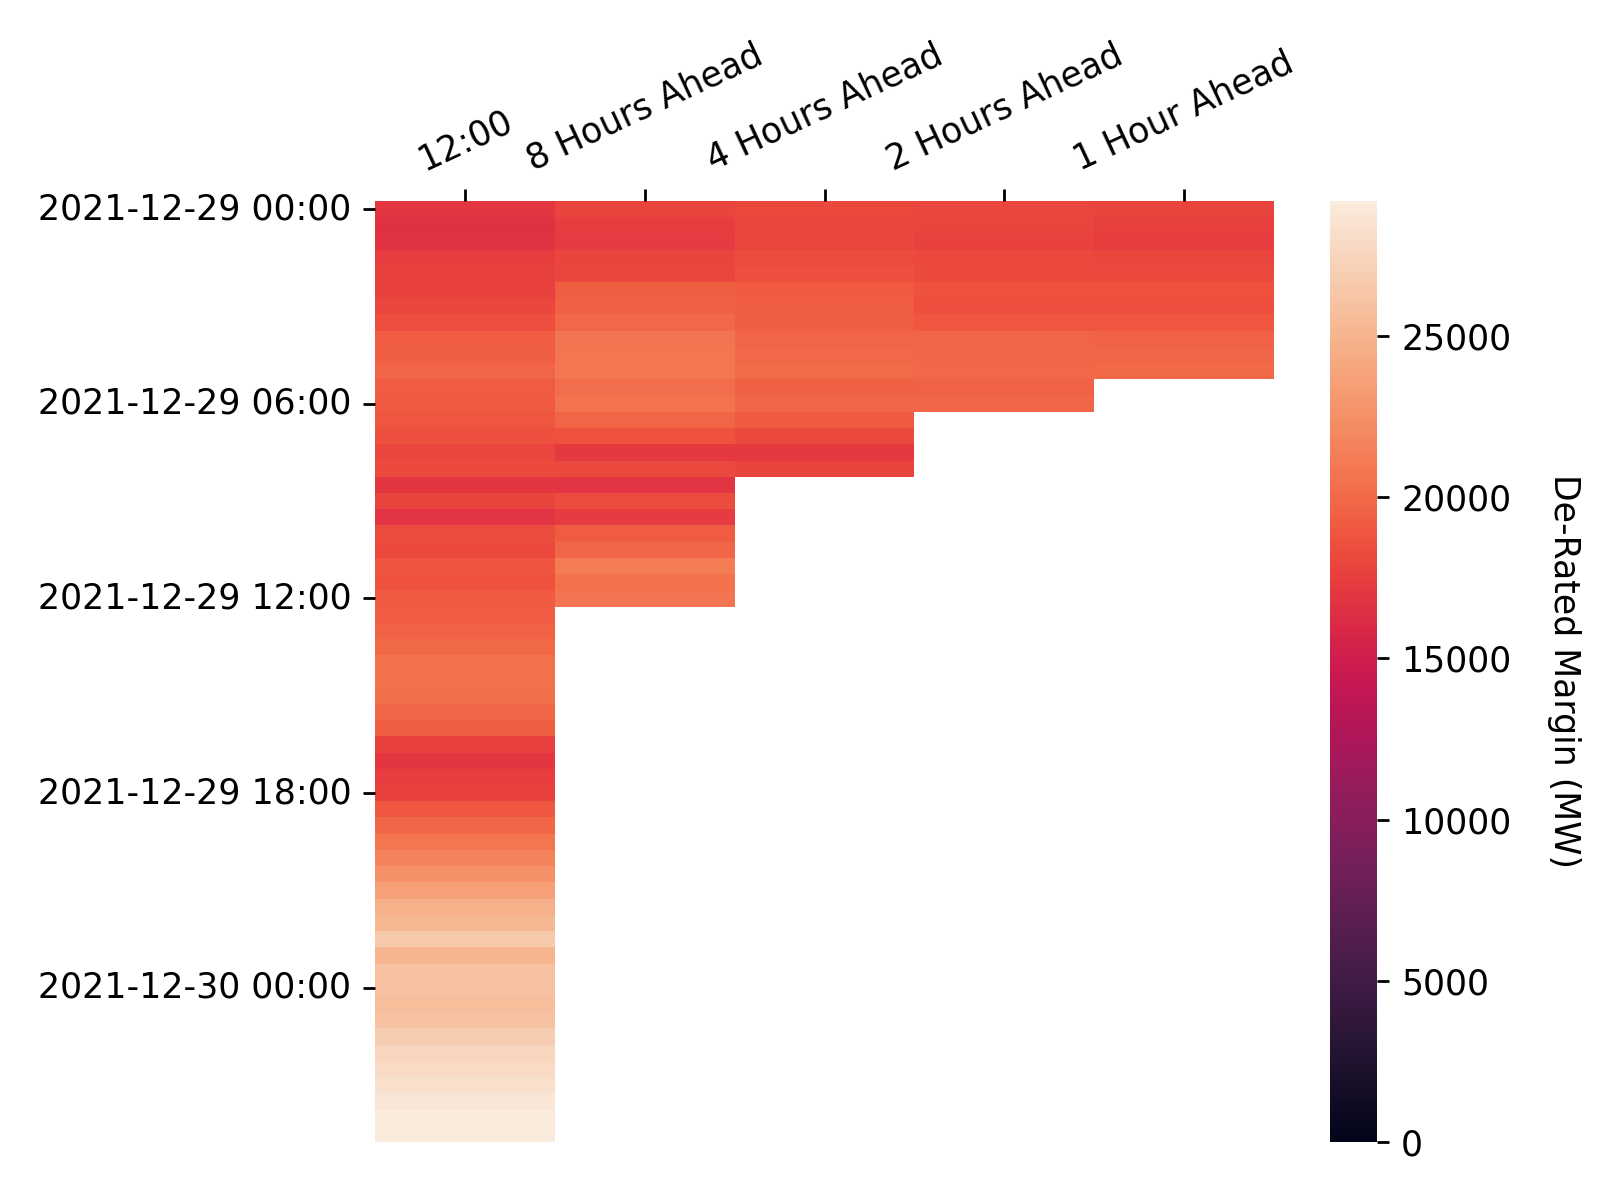 12:00
8 Hours Ahead
4 Hours Ahead
2 Hours Ahead
1 Hour Ahead
2021-12-29 00:00
2021-12-29 06:00
2021-12-29 12:00
2021-12-29 18:00
2021-12-30 00:00
25000
20000
15000
10000
5000
0
De-Rated Margin (MW)